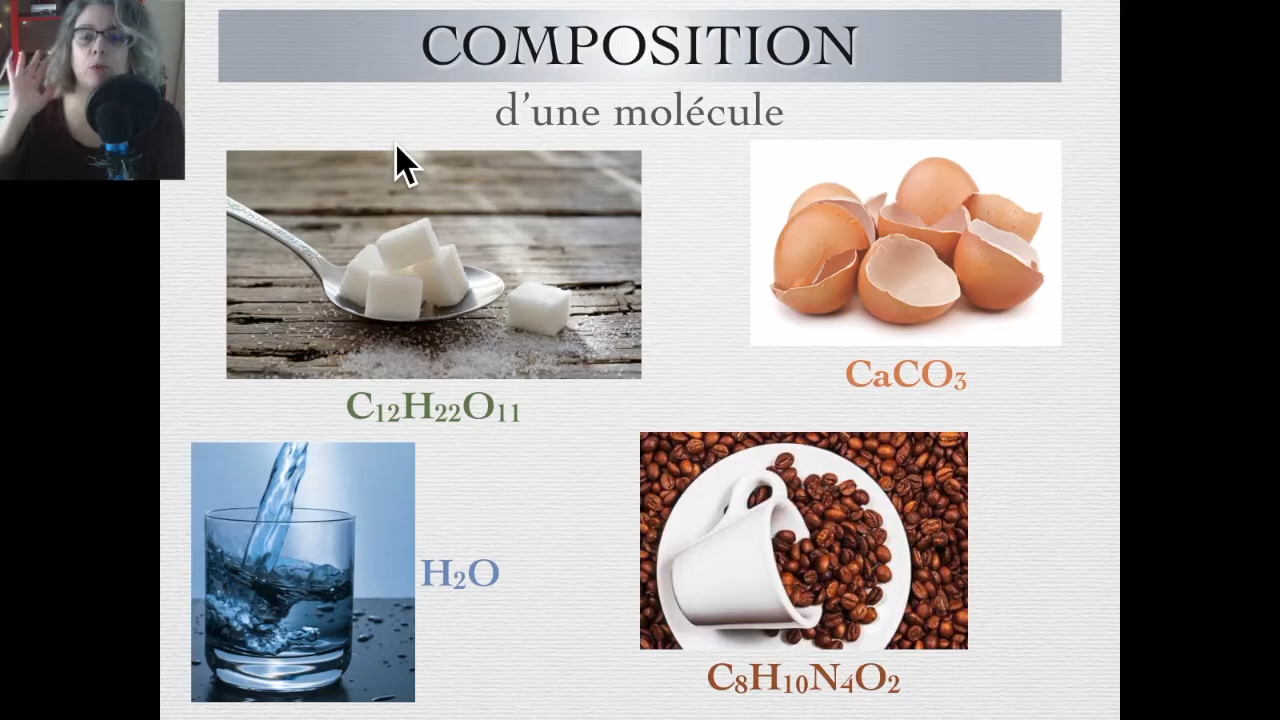 COMPOSITION
d'une molécule
C₁₂H₂₂O₁₁
CaCO₃
H₂O
C₈H₁₀N₄O₂